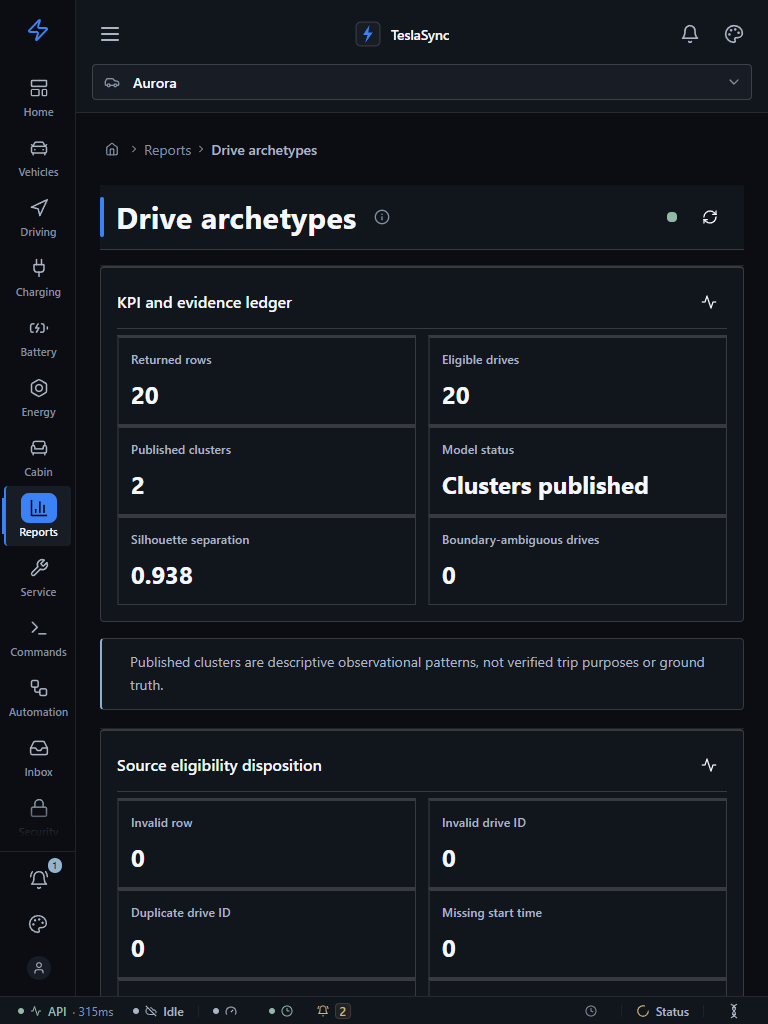 TeslaSync
Aurora
Home
Vehicles
Driving
Charging
Battery
Energy
Cabin
Reports
Service
Commands
Automation
Inbox
Security
1
Reports
Drive archetypes
Drive archetypes
KPI and evidence ledger
Returned rows
20
Eligible drives
20
Published clusters
2
Model status
Clusters published
Silhouette separation
0.938
Boundary-ambiguous drives
0
Published clusters are descriptive observational patterns, not verified trip purposes or ground
truth.
Source eligibility disposition
Invalid row
0
Invalid drive ID
0
Duplicate drive ID
0
Missing start time
0
API · 315ms
Idle
2
Status